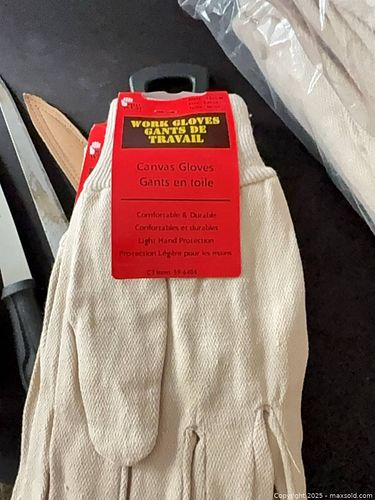 WORK GLOVES
GANTS DE
TRAVAIL
Canvas Gloves
Gants en toile
Comfortable & Durable
Confortables et durables
Light Hand Protection
Protection Légère pour les mains
Copyright 2025 - maxsold.com